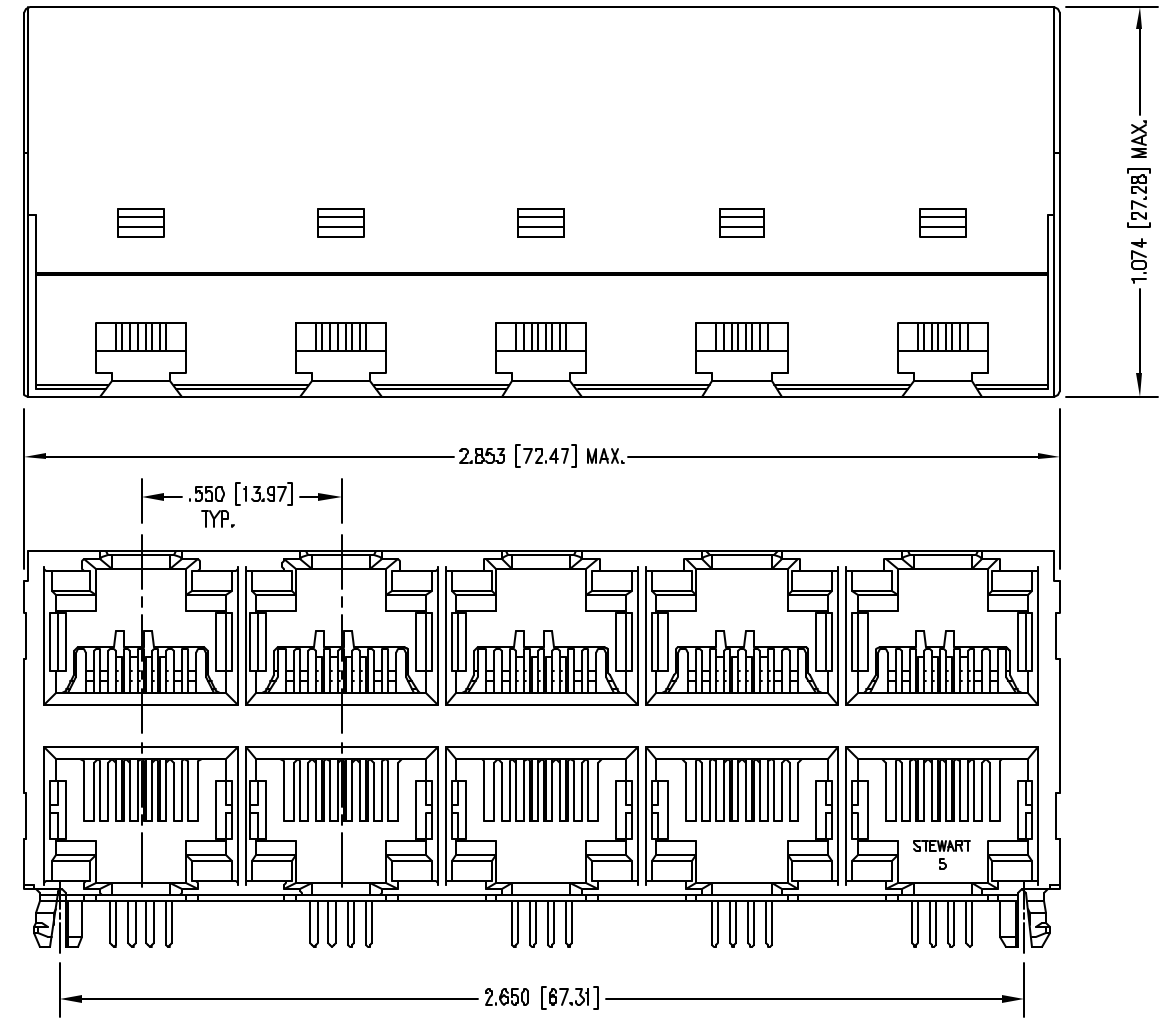 1.074 [27.28] MAX.
2.853 [72.47] MAX.
.550 [13.97]
TYP.
STEWART
5
2.650 [67.31]